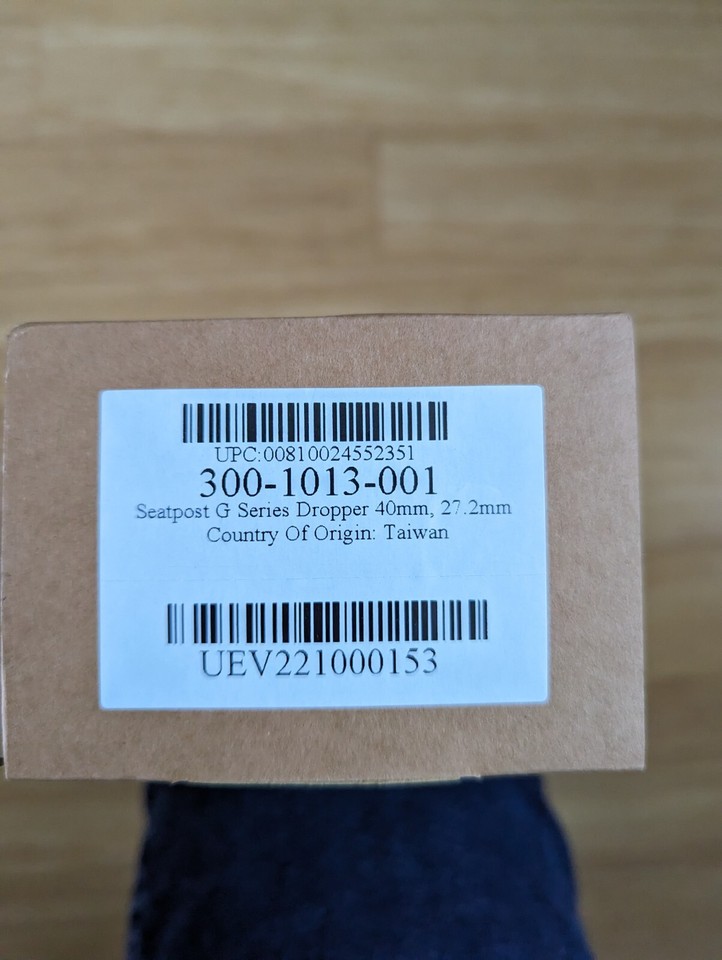 UPC:00810024552351
300-1013-001
Seatpost G Series Dropper 40mm, 27.2mm
Country Of Origin: Taiwan
UEV221000153